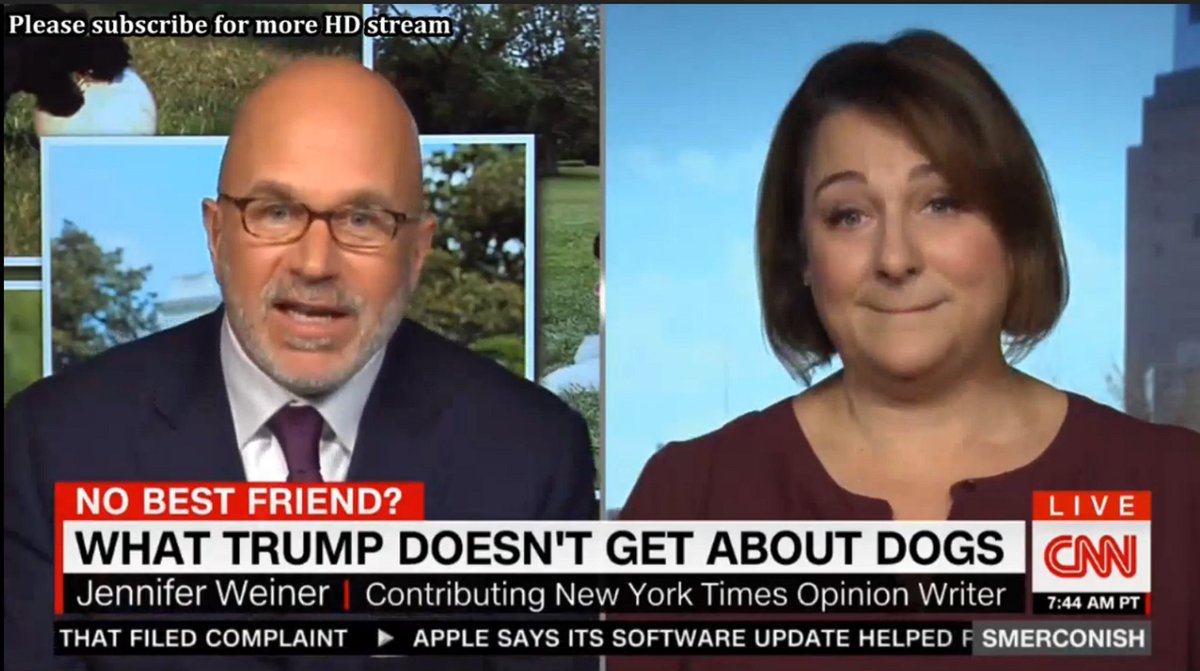 Please subscribe for more HD stream
NO BEST FRIEND?
WHAT TRUMP DOESN'T GET ABOUT DOGS
Jennifer Weiner | Contributing New York Times Opinion Writer
LIVE
CNN
7:44 AM PT
THAT FILED COMPLAINT ▶ APPLE SAYS ITS SOFTWARE UPDATE HELPED
SMERCONISH